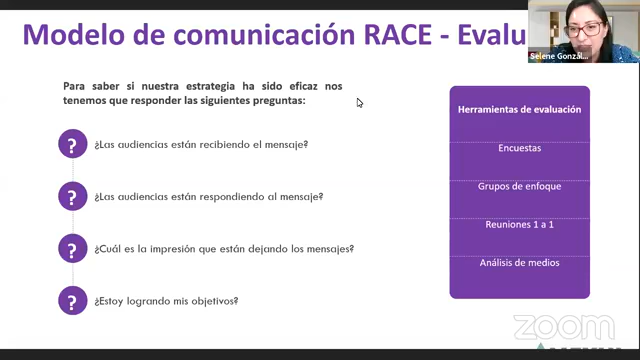 Modelo de comunicación RACE - Evalu
Selene Gonzál...
Para saber si nuestra estrategia ha sido eficaz nos
tenemos que responder las siguientes preguntas:
? ¿Las audiencias están recibiendo el mensaje?
? ¿Las audiencias están respondiendo al mensaje?
? ¿Cuál es la impresión que están dejando los mensajes?
? ¿Estoy logrando mis objetivos?
Herramientas de evaluación
Encuestas
Grupos de enfoque
Reuniones 1 a 1
Análisis de medios
zoom